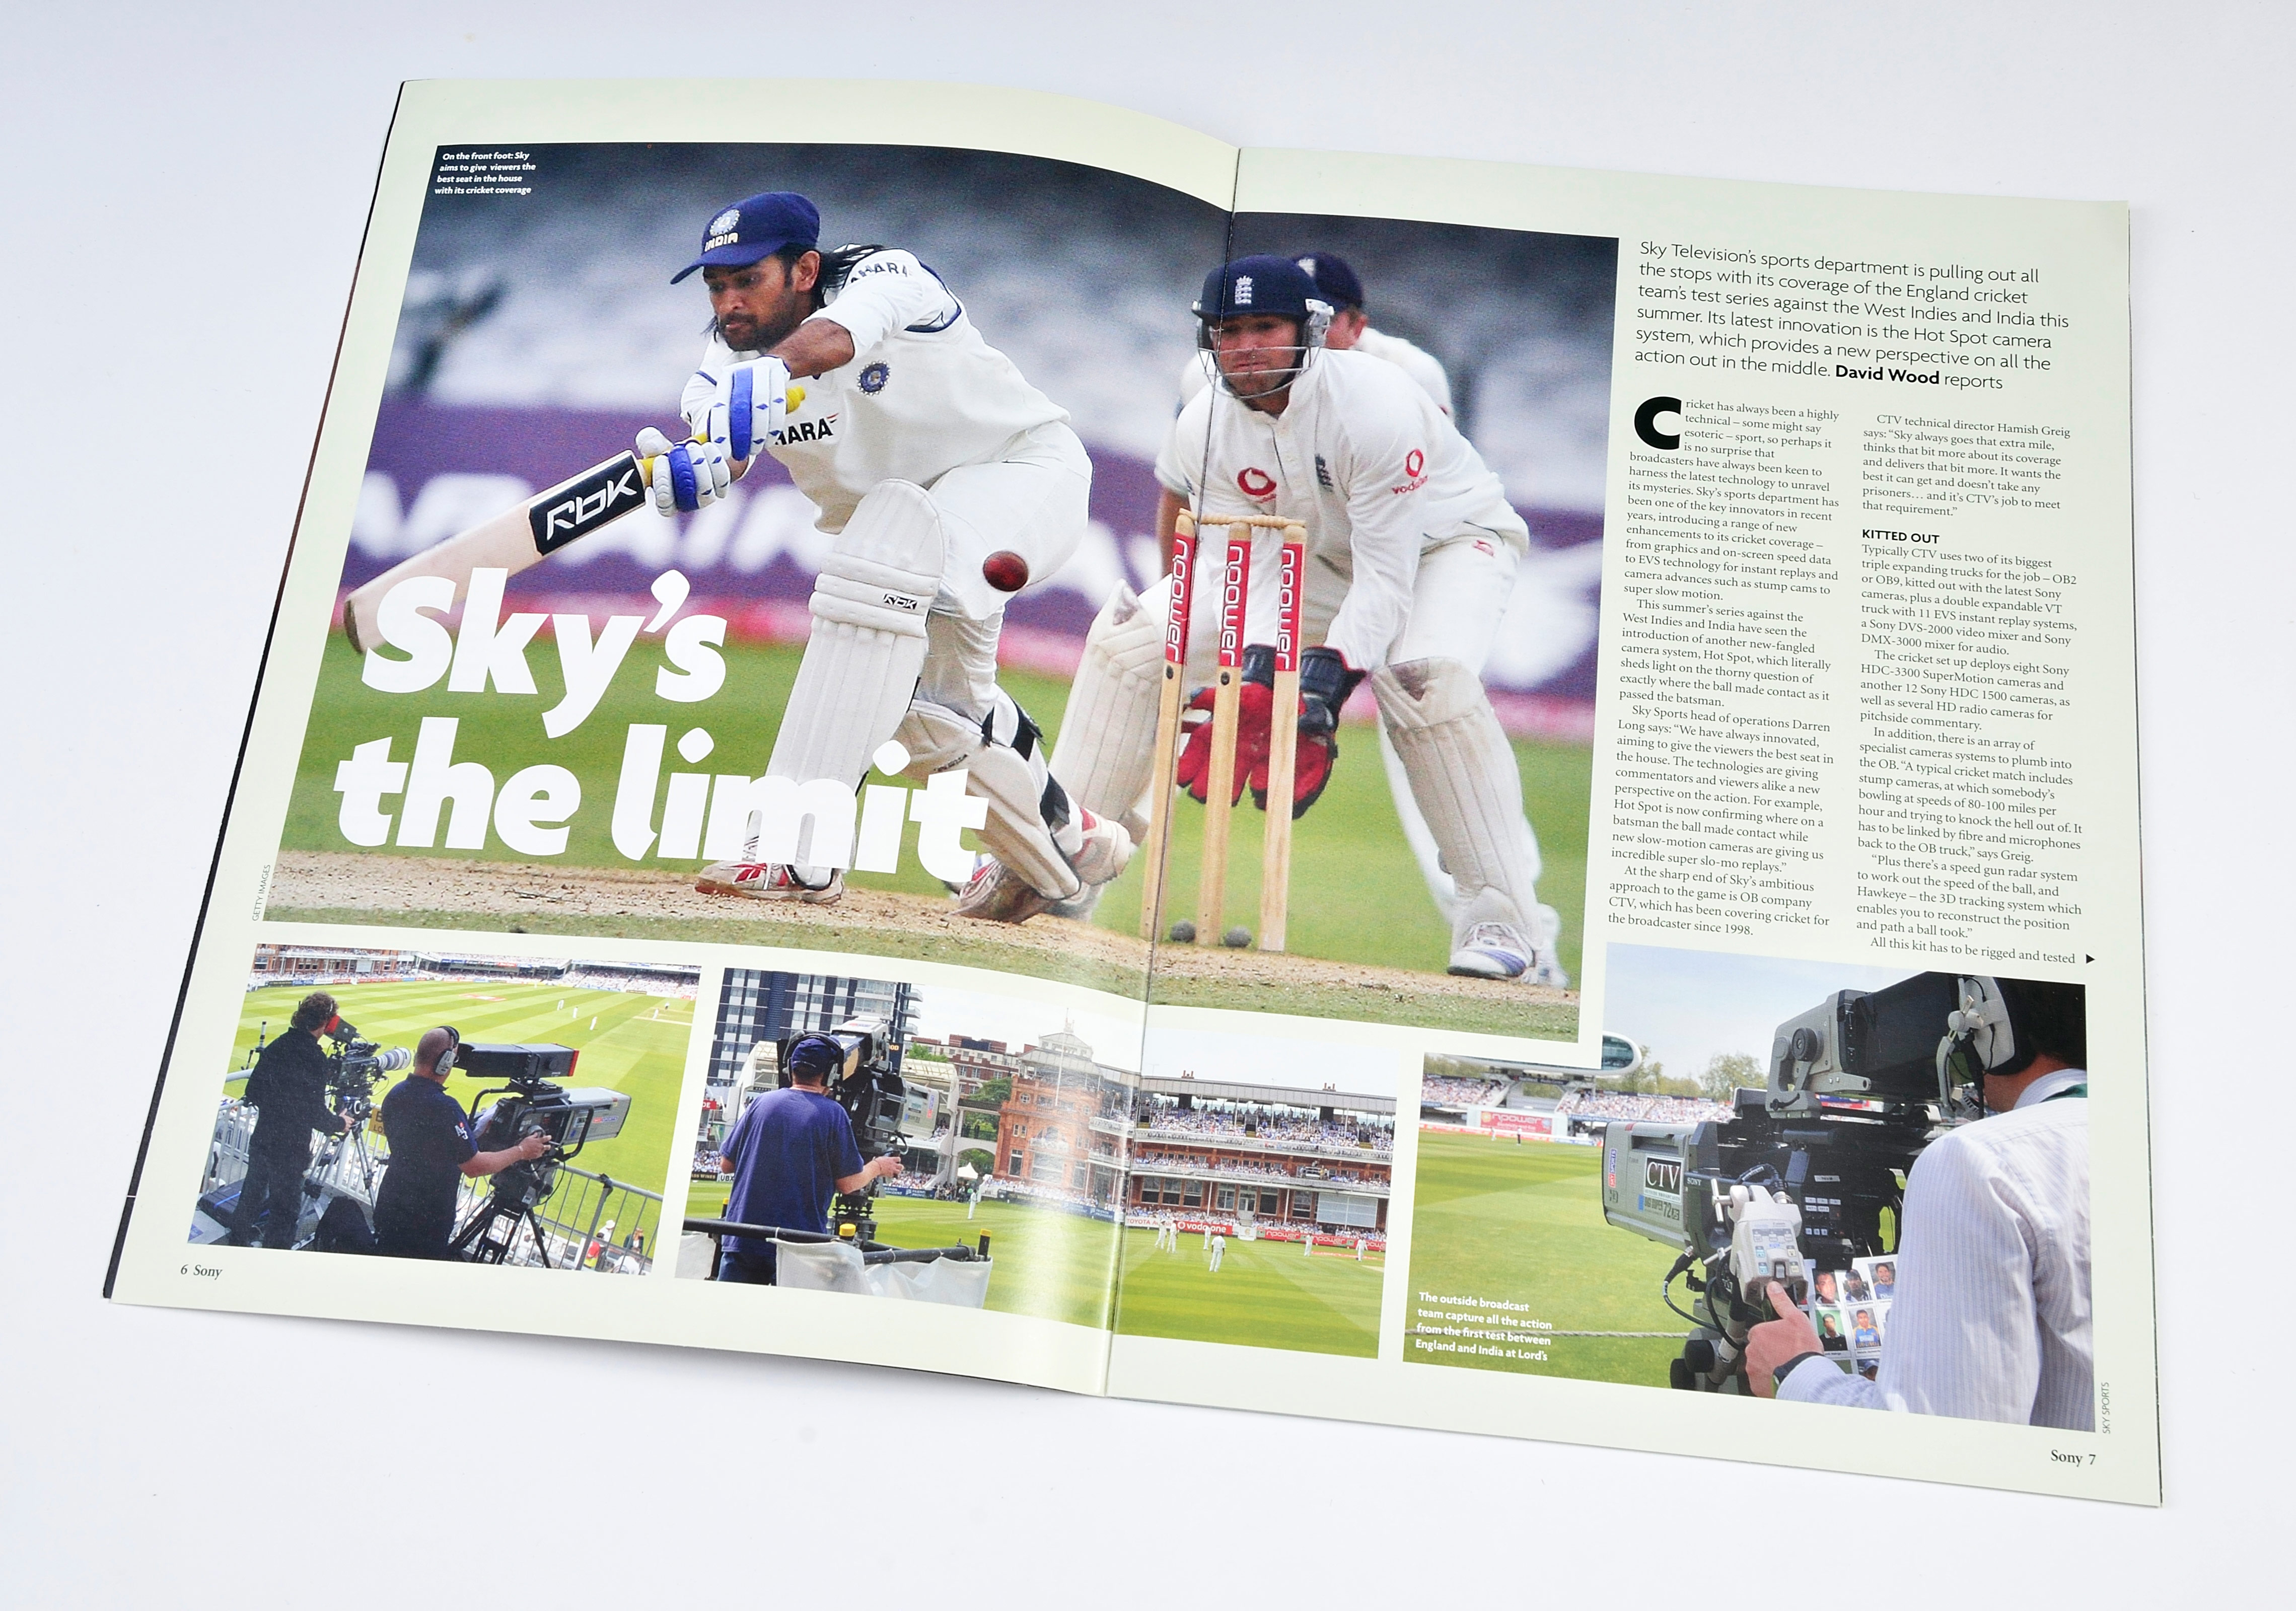 On the front foot: Sky
aims to give viewers the
best seat in the house
with its cricket coverage
INDIA
RBK
RBK
Sky's
the limit
npower
npower
npower
vodafone
GETTY IMAGES
6 Sony
Sky Television's sports department is pulling out all
the stops with its coverage of the England cricket
team's test series against the West Indies and India this
summer. Its latest innovation is the Hot Spot camera
system, which provides a new perspective on all the
action out in the middle. David Wood reports
Cricket has always been a highly
technical – some might say
esoteric – sport, so perhaps it
is no surprise that
broadcasters have always been keen to
harness the latest technology to unravel
its mysteries. Sky's sports department has
been one of the key innovators in recent
years, introducing a range of new
enhancements to its cricket coverage –
from graphics and on-screen speed data
to EVS technology for instant replays and
camera advances such as stump cams to
super slow motion.
This summer's series against the
West Indies and India have seen the
introduction of another new-fangled
camera system, Hot Spot, which literally
sheds light on the thorny question of
exactly where the ball made contact as it
passed the batsman.
Sky Sports head of operations Darren
Long says: "We have always innovated,
aiming to give the viewers the best seat in
the house. The technologies are giving
commentators and viewers alike a new
perspective on the action. For example,
Hot Spot is now confirming where on a
batsman the ball made contact while
new slow-motion cameras are giving us
incredible super slo-mo replays."
At the sharp end of Sky's ambitious
approach to the game is OB company
CTV, which has been covering cricket for
the broadcaster since 1998.
CTV technical director Hamish Greig
says: "Sky always goes that extra mile,
thinks that bit more about its coverage
and delivers that bit more. It wants the
best it can get and doesn't take any
prisoners… and it's CTV's job to meet
that requirement."
KITTED OUT
Typically CTV uses two of its biggest
triple expanding trucks for the job – OB2
or OB9, kitted out with the latest Sony
cameras, plus a double expandable VT
truck with 11 EVS instant replay systems,
a Sony DVS-2000 video mixer and Sony
DMX-3000 mixer for audio.
The cricket set up deploys eight Sony
HDC-3300 SuperMotion cameras and
another 12 Sony HDC 1500 cameras, as
well as several HD radio cameras for
pitchside commentary.
In addition, there is an array of
specialist cameras systems to plumb into
the OB. "A typical cricket match includes
stump cameras, at which somebody's
bowling at speeds of 80-100 miles per
hour and trying to knock the hell out of. It
has to be linked by fibre and microphones
back to the OB truck," says Greig.
"Plus there's a speed gun radar system
to work out the speed of the ball, and
Hawkeye – the 3D tracking system which
enables you to reconstruct the position
and path a ball took."
All this kit has to be rigged and tested ▶
vodafone
npower
npower
CTV
SONY
The outside broadcast
team capture all the action
from the first test between
England and India at Lord's
SKY SPORTS
Sony 7